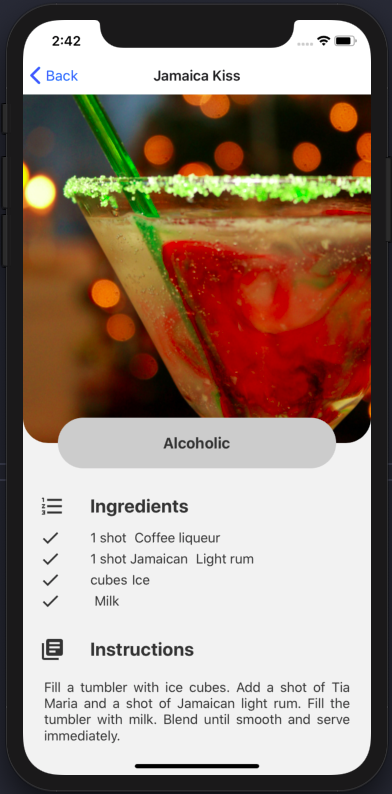 2:42
Back
Jamaica Kiss
Alcoholic
Ingredients
1 shot Coffee liqueur
1 shot Jamaican Light rum
cubes Ice
Milk
Instructions
Fill a tumbler with ice cubes. Add a shot of Tia
Maria and a shot of Jamaican light rum. Fill the
tumbler with milk. Blend until smooth and serve
immediately.